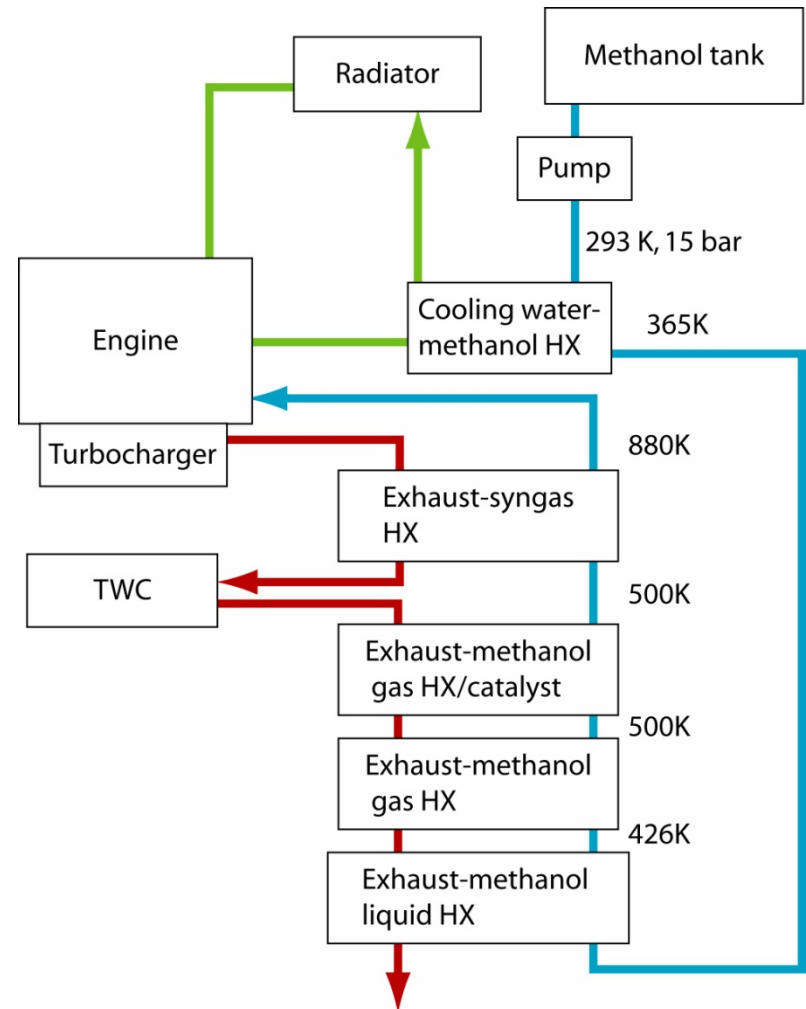 Radiator
Methanol tank
Pump
293 K, 15 bar
Engine
Cooling water-
methanol HX
365K
Turbocharger
880K
Exhaust-syngas
HX
TWC
500K
Exhaust-methanol
gas HX/catalyst
500K
Exhaust-methanol
gas HX
426K
Exhaust-methanol
liquid HX